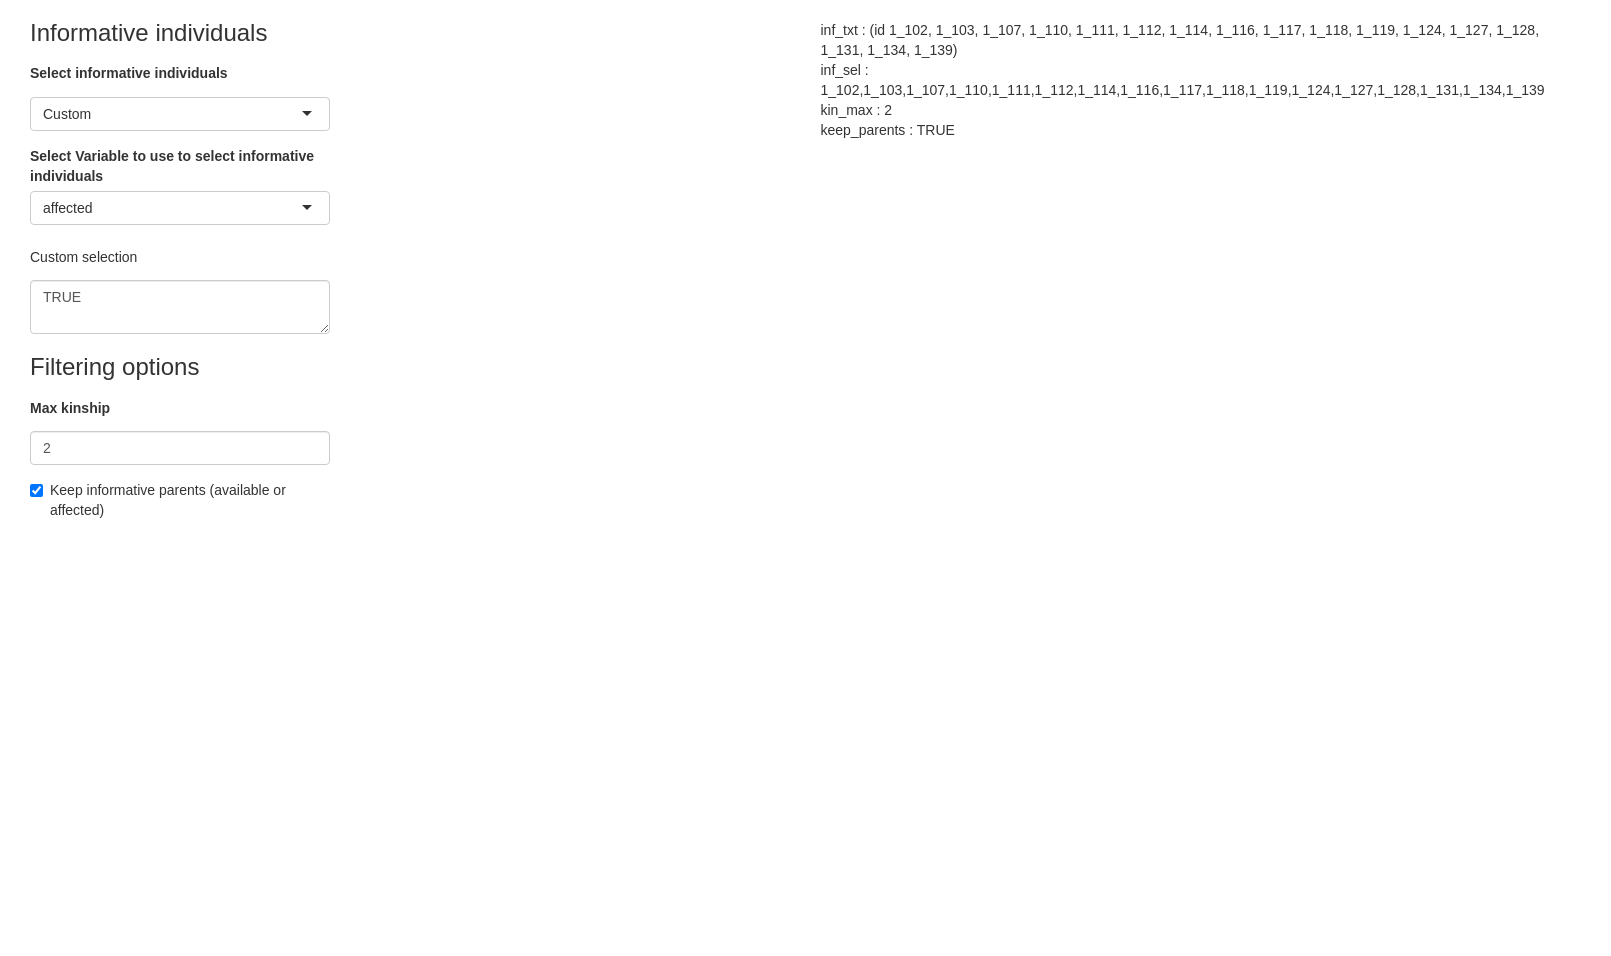 Informative individuals
Select informative individuals
Custom
Select Variable to use to select informative
individuals
affected
Custom selection
TRUE
Filtering options
Max kinship
2
Keep informative parents (available or
affected)
inf_txt : (id 1_102, 1_103, 1_107, 1_110, 1_111, 1_112, 1_114, 1_116, 1_117, 1_118, 1_119, 1_124, 1_127, 1_128,
1_131, 1_134, 1_139)
inf_sel :
1_102,1_103,1_107,1_110,1_111,1_112,1_114,1_116,1_117,1_118,1_119,1_124,1_127,1_128,1_131,1_134,1_139
kin_max : 2
keep_parents : TRUE